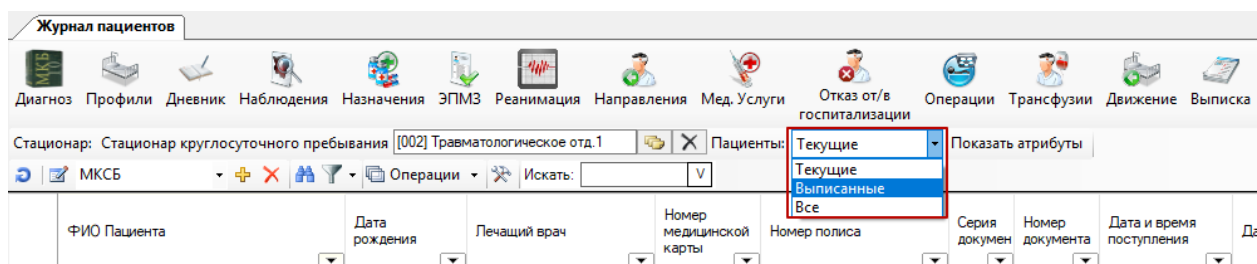 Журнал пациентов
МКБ
Диагноз Профили Дневник Наблюдения Назначения ЭПМЗ Реанимация Направления Мед. Услуги Отказ от/в госпитализации Операции Трансфузии Движение Выписка
Стационар: Стационар круглосуточного пребывания [002] Травматологическое отд.1 Пациенты: Текущие Показать атрибуты
Текущие
Выписанные
Все
МКСБ Операции Искать: V
ФИО Пациента
Дата рождения
Лечащий врач
Номер медицинской карты
Номер полиса
Серия докумен
Номер документа
Дата и время поступления
Да